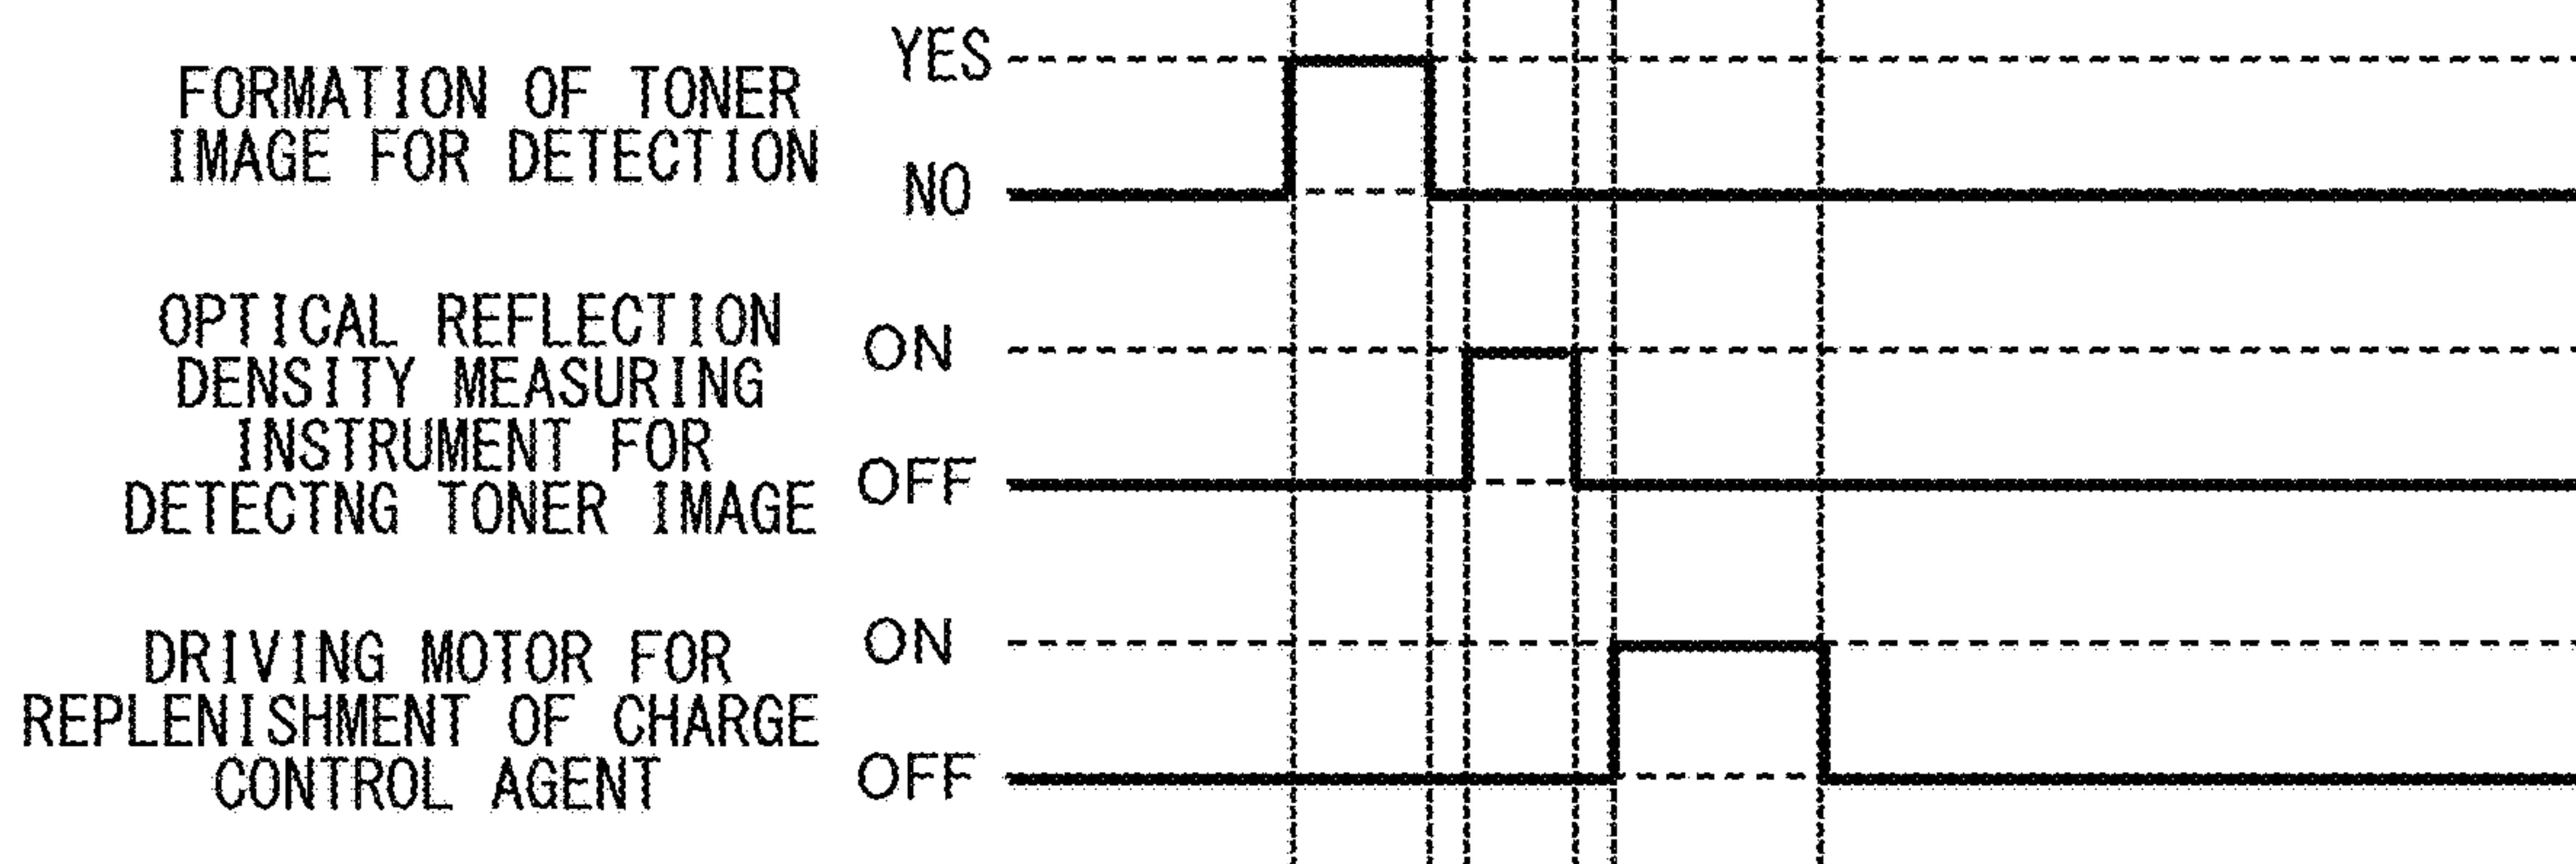 YES
FORMATION OF TONER
IMAGE FOR DETECTION
NO
OPTICAL REFLECTION
ON
DENSITY MEASURING
INSTRUMENT FOR
OFF
DETECTNG TONER IMAGE
ON
DRIVING MOTOR FOR
REPLENISHMENT OF CHARGE
OFF
CONTROL AGENT